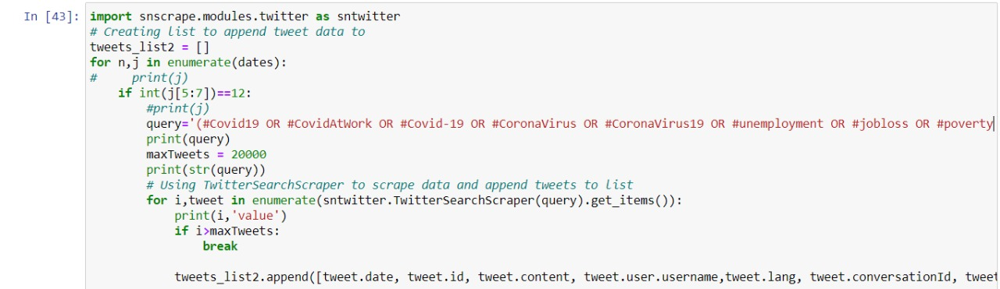 In [43]: import snscrape.modules.twitter as sntwitter
# Creating list to append tweet data to
tweets_list2 = []
for n,j in enumerate(dates):
#     print(j)
    if int(j[5:7])==12:
        #print(j)
        query='(#Covid19 OR #CovidAtWork OR #Covid-19 OR #CoronaVirus OR #CoronaVirus19 OR #unemployment OR #jobloss OR #poverty
        print(query)
        maxTweets = 20000
        print(str(query))
        # Using TwitterSearchScraper to scrape data and append tweets to list
        for i,tweet in enumerate(sntwitter.TwitterSearchScraper(query).get_items()):
            print(i,'value')
            if i>maxTweets:
                break
            tweets_list2.append([tweet.date, tweet.id, tweet.content, tweet.user.username,tweet.lang, tweet.conversationId, tweet